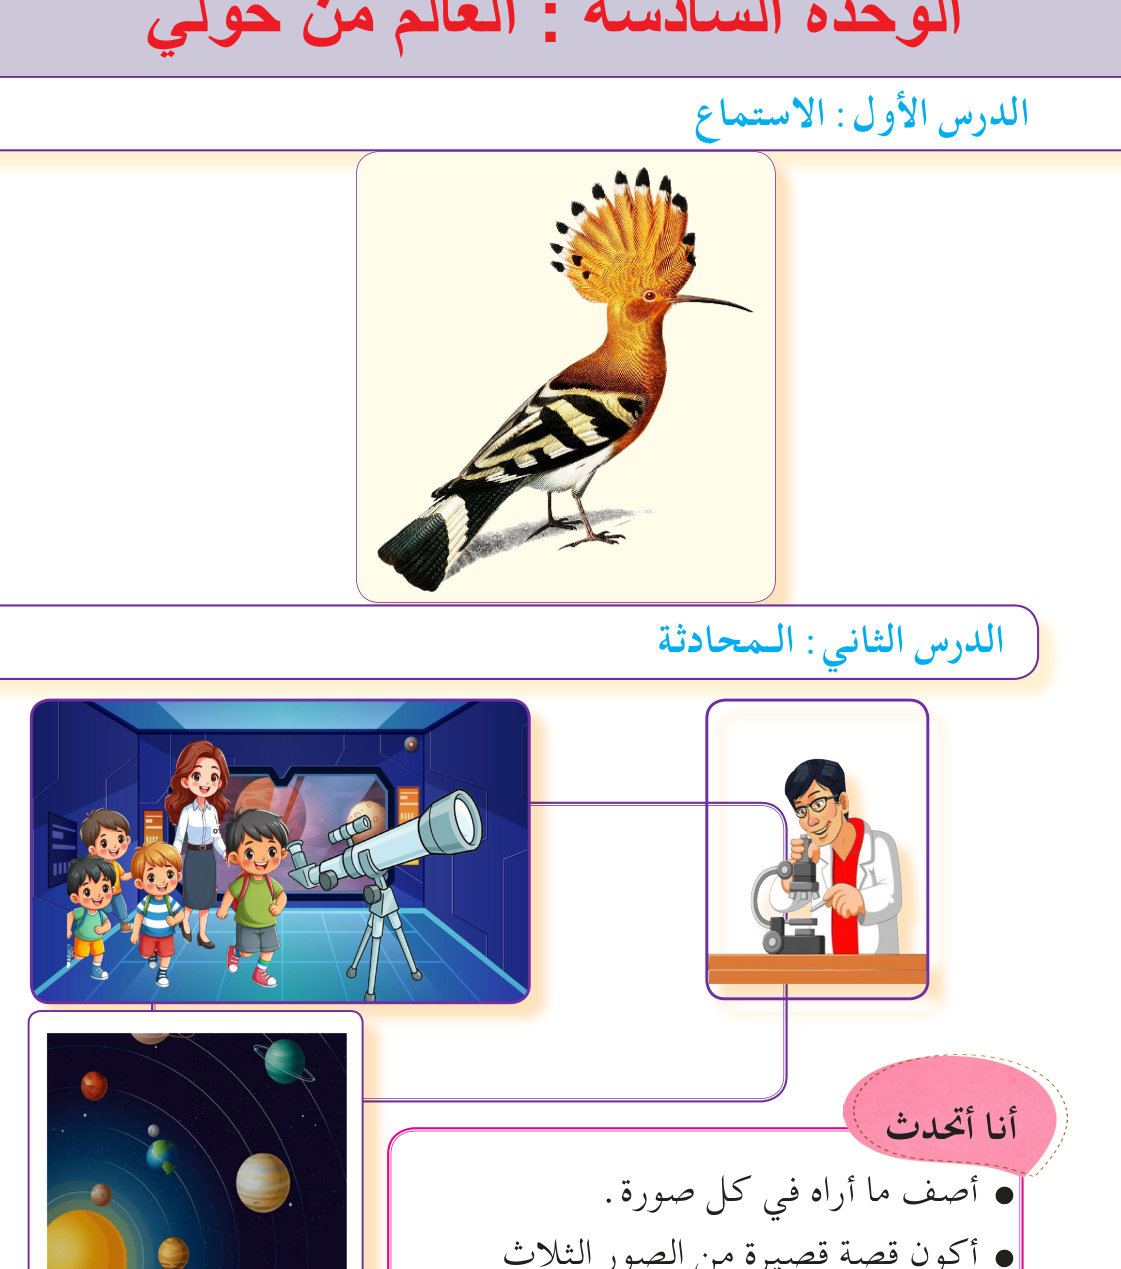 الوحدة السادسة : العالم من حولي
الدرس الأول : الاستماع
الدرس الثاني : المحادثة
أنا أتحدث
● أصف ما أراه في كل صورة .
● أكون قصة قصيرة من الصور الثلاث